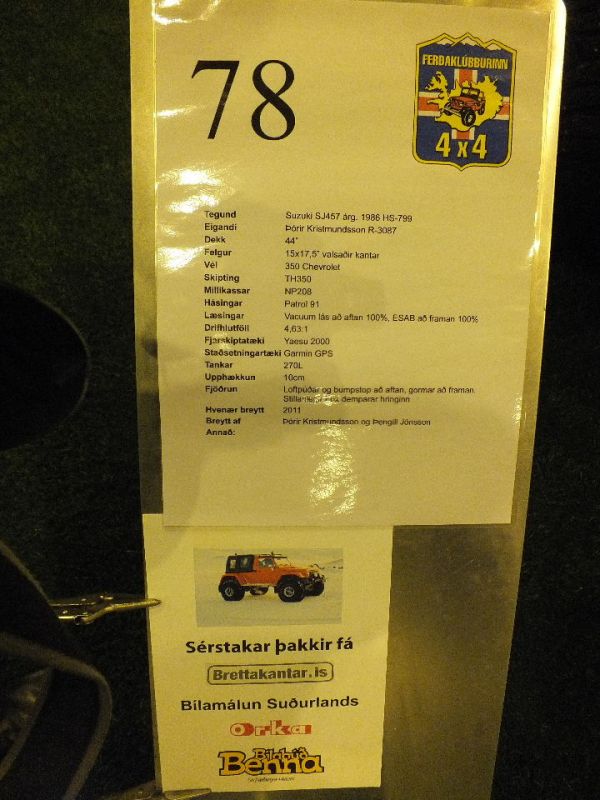 78
FERÐAKLÚBBURINN
4 x 4
Tegund Suzuki SJ457 árg. 1986 HS-799
Eigandi Þórir Kristmundsson R-3087
Dekk 44"
Felgur 15x17,5" valsaðir kantar
Vél 350 Chevrolet
Skipting TH350
Millikassar NP208
Hásingar Patrol 91
Læsingar Vacuum lás að aftan 100%, ESAB að framan 100%
Drifhlutföll 4,63:1
Fjarskiptatæki Yaesu 2000
Staðsetningartæki Garmin GPS
Tankar 270L
Upphækkun 10cm
Fjöðrun Loftpúðar og bumpstop að aftan, gormar að framan.
demparar hringinn
Hvenær breytt 2011
Breytt af Þórir Kristmundsson og Þengill Jónsson
Annað:
Sérstakar þakkir fá
Brettakantar.is
Bílamálun Suðurlands
Orka
Bílabúð
Benna